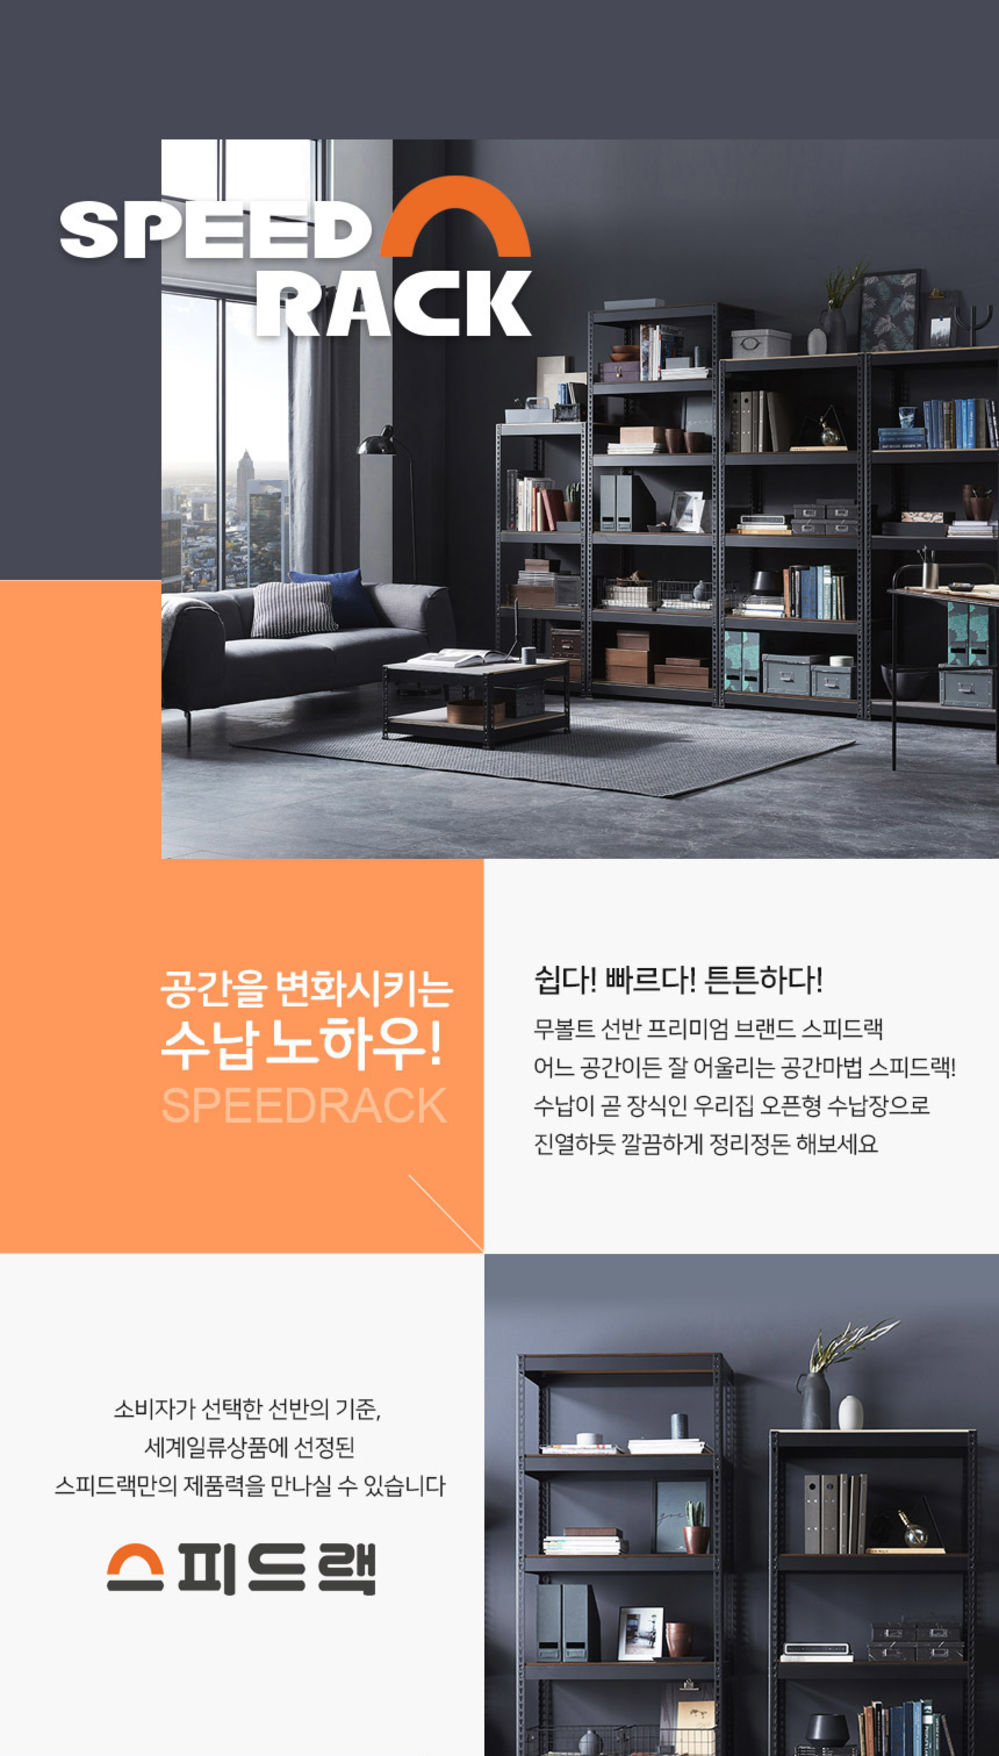 SPEED
RACK
공간을 변화시키는
수납 노하우!
SPEEDRACK
쉽다! 빠르다! 튼튼하다!
무볼트 선반 프리미엄 브랜드 스피드랙
어느 공간이든 잘 어울리는 공간마법 스피드랙!
수납이 곧 장식인 우리집 오픈형 수납장으로
진열하듯 깔끔하게 정리정돈 해보세요
소비자가 선택한 선반의 기준,
세계일류상품에 선정된
스피드랙만의 제품력을 만나실 수 있습니다
스피드랙